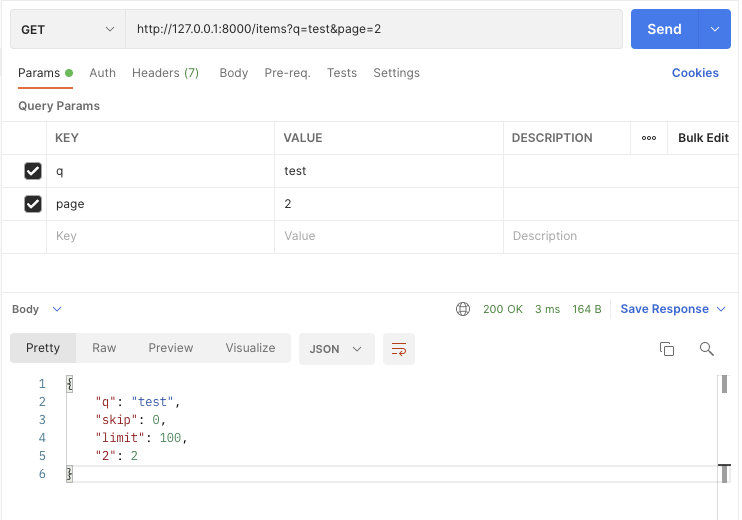 GET http://127.0.0.1:8000/items?q=test&page=2 Send
Params Auth Headers (7) Body Pre-req. Tests Settings Cookies
Query Params
KEY VALUE DESCRIPTION Bulk Edit
q test
page 2
Key Value Description
Body 200 OK 3 ms 164 B Save Response
Pretty Raw Preview Visualize JSON
1 {
2 "q": "test",
3 "skip": 0,
4 "limit": 100,
5 "2": 2
6 }